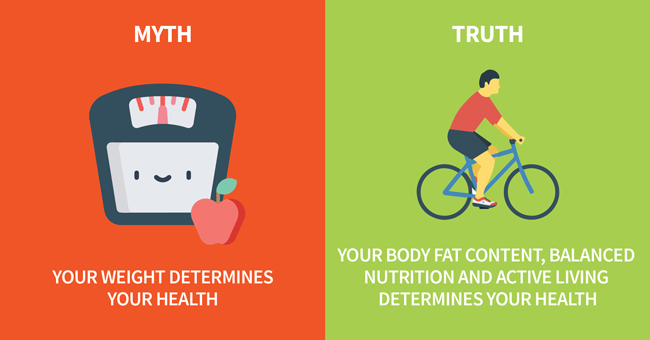 MYTH
YOUR WEIGHT DETERMINES
YOUR HEALTH
TRUTH
YOUR BODY FAT CONTENT, BALANCED
NUTRITION AND ACTIVE LIVING
DETERMINES YOUR HEALTH